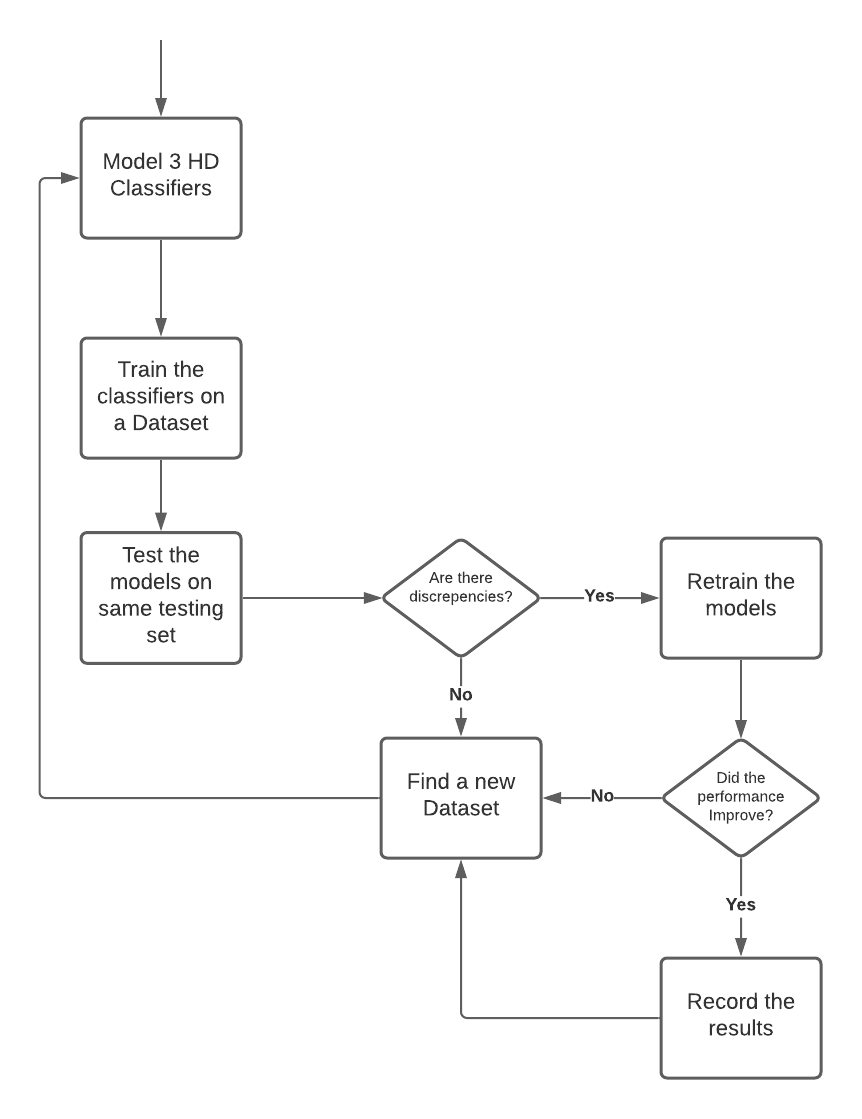 Model 3 HD
Classifiers
Train the
classifiers on
a Dataset
Test the
models on
same testing
set
Are there
discrepencies?
Yes
Retrain the
models
No
Find a new
Dataset
No
Did the
performance
Improve?
Yes
Record the
results